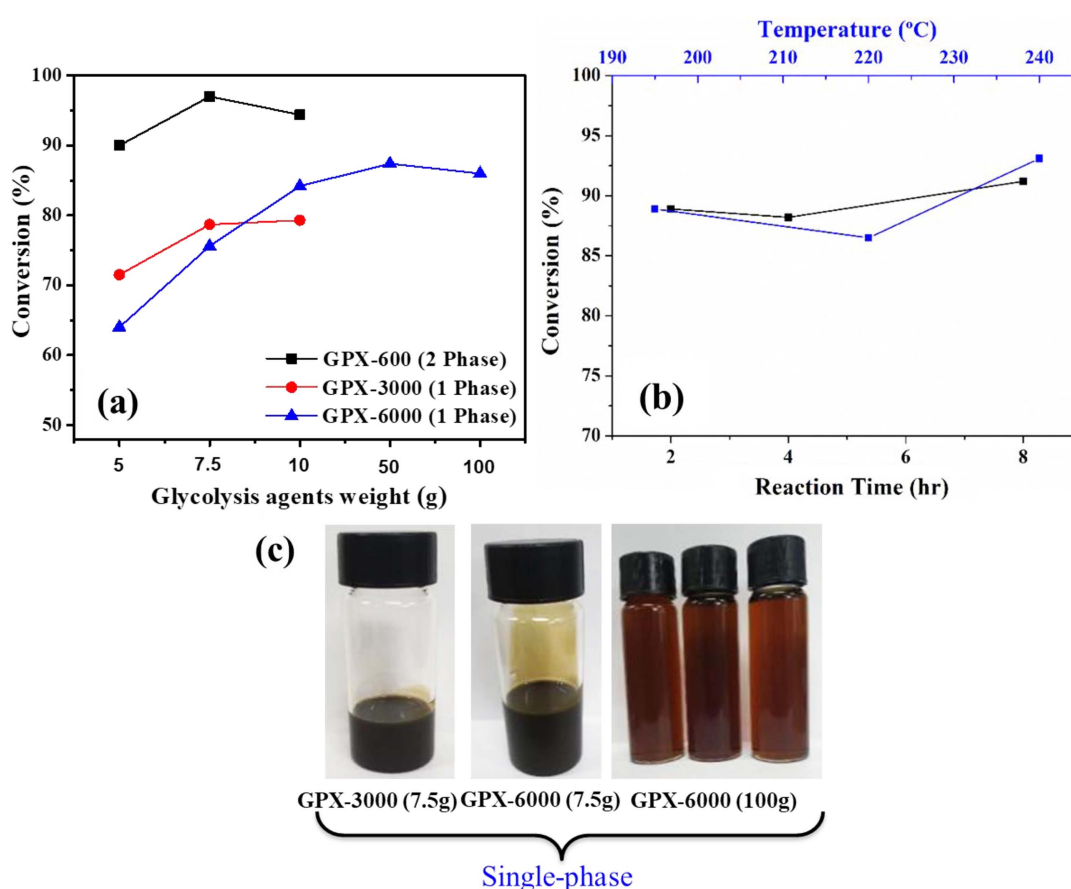 100
90
80
70
60
50
Conversion (%)
GPX-600 (2 Phase)
GPX-3000 (1 Phase)
GPX-6000 (1 Phase)
(a)
5 7.5 10 50 100
Glycolysis agents weight (g)
Temperature (ºC)
190 200 210 220 230 240
100
95
90
85
80
75
70
Conversion (%)
(b)
2 4 6 8
Reaction Time (hr)
(c)
GPX-3000 (7.5g) GPX-6000 (7.5g) GPX-6000 (100g)
Single-phase